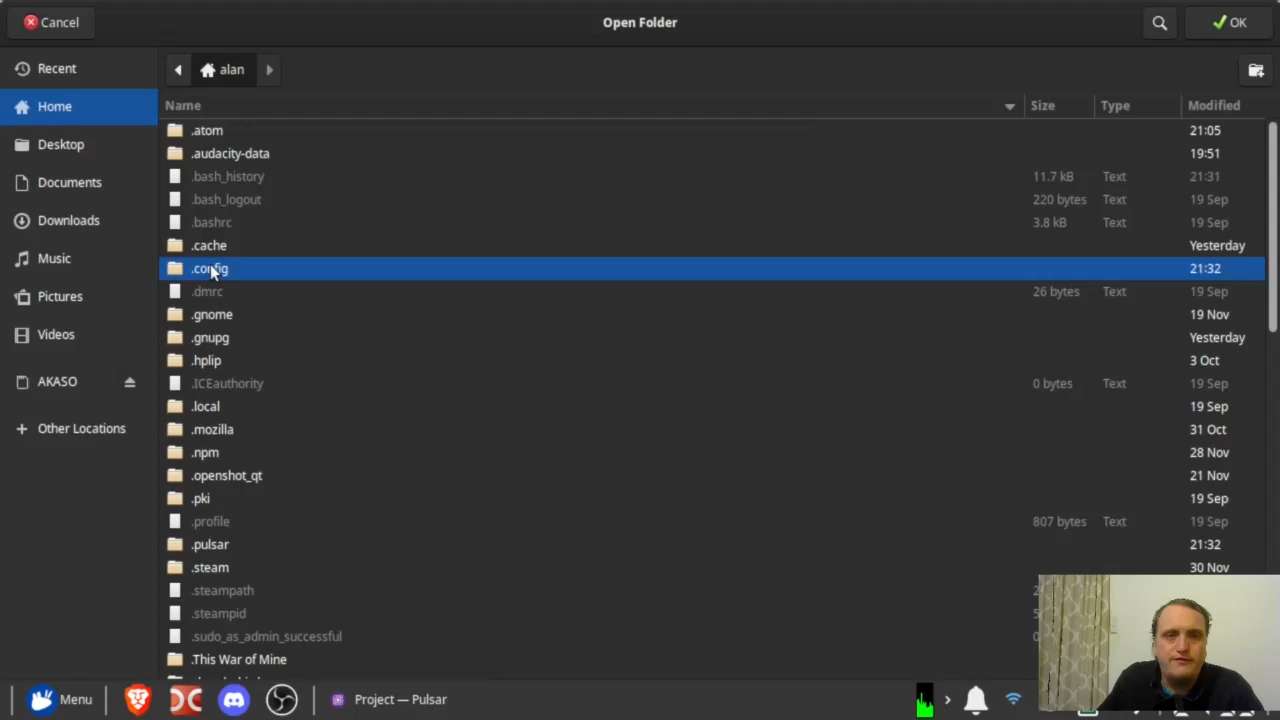 Cancel
Open Folder
OK
Recent
alan
Home
Name Size Type Modified
.atom 21:05
Desktop
.audacity-data 19:51
.bash_history 11.7 kB Text 21:31
Documents
.bash_logout 220 bytes Text 19 Sep
Downloads
.bashrc 3.8 kB Text 19 Sep
.cache Yesterday
Music
.config 21:32
.dmrc 26 bytes Text 19 Sep
Pictures
.gnome 19 Nov
Videos
.gnupg Yesterday
.hplip 3 Oct
AKASO
.ICEauthority 0 bytes Text 19 Sep
.local 19 Sep
Other Locations
.mozilla 31 Oct
.npm 28 Nov
.openshot_qt 21 Nov
.pki 19 Sep
.profile 807 bytes Text 19 Sep
.pulsar 21:32
.steam 30 Nov
.steampath
.steampid
.sudo_as_admin_successful
.This War of Mine
Menu
Project — Pulsar